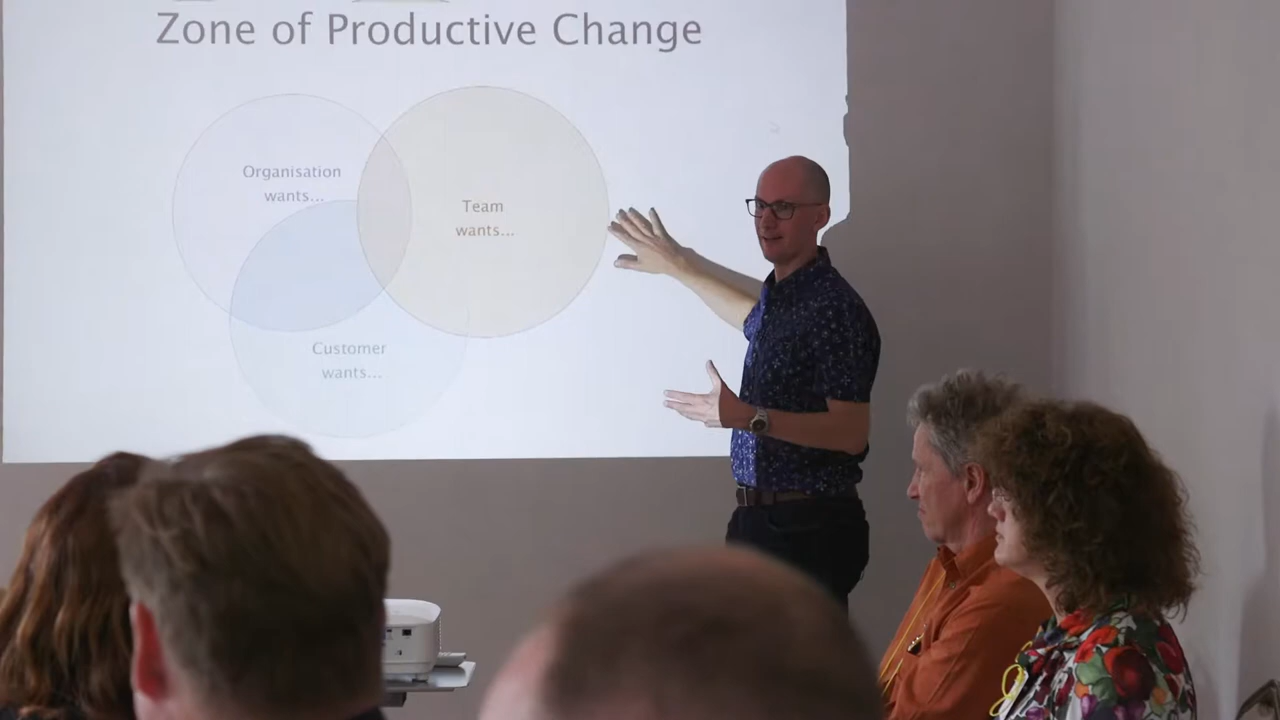 Zone of Productive Change
Organisation
wants...
Team
wants...
Customer
wants...